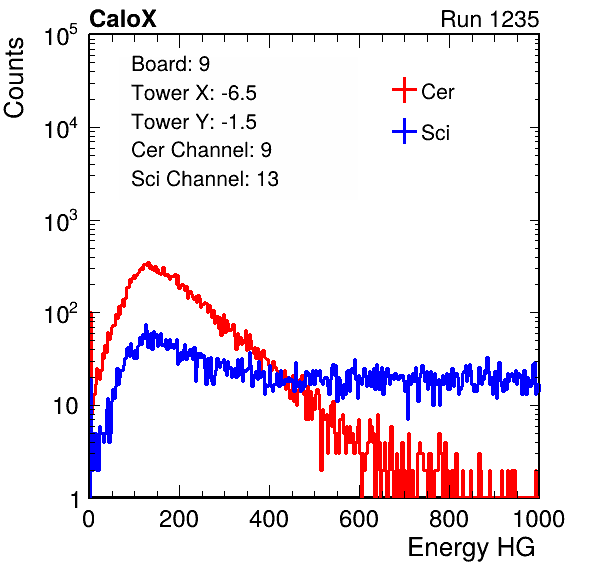 CaloX Run 1235
Counts
Board: 9
Tower X: -6.5
Tower Y: -1.5
Cer Channel: 9
Sci Channel: 13
Cer
Sci
10^5
10^4
10^3
10^2
10
1
0 200 400 600 800 1000
Energy HG